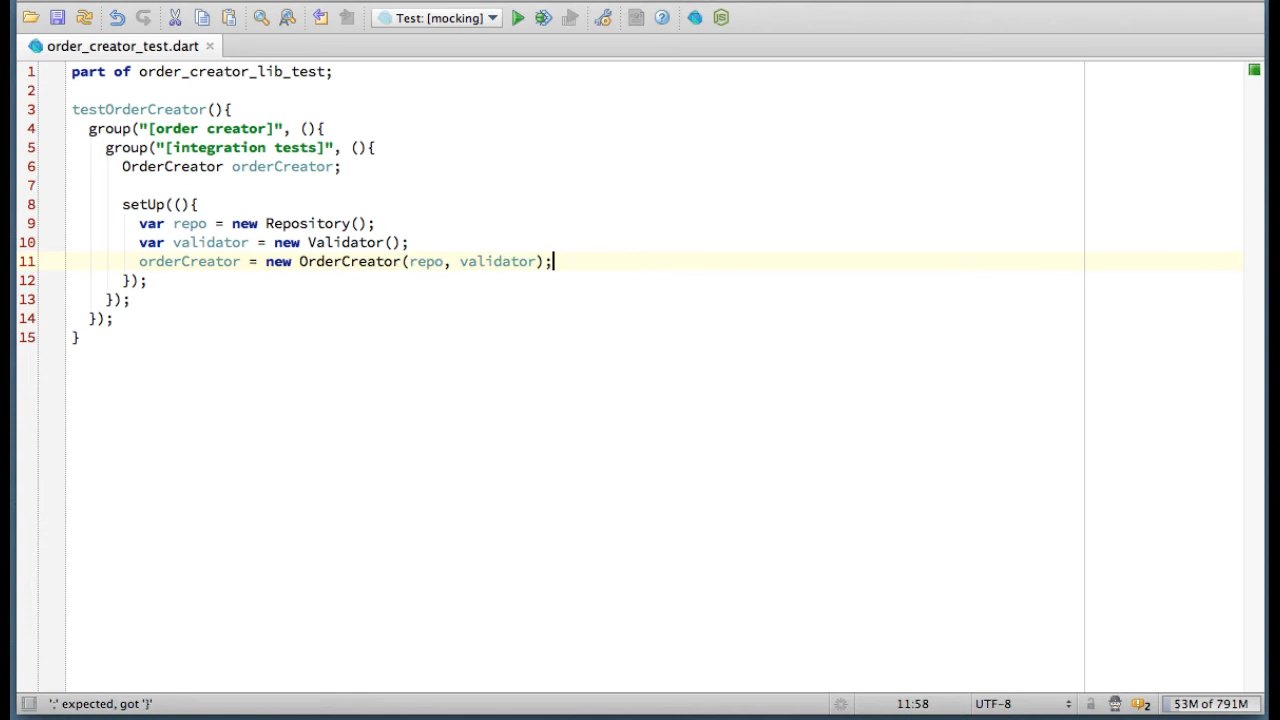 Test: [mocking]
order_creator_test.dart
1 part of order_creator_lib_test;
2
3 testOrderCreator(){
4   group("[order creator]", (){
5     group("[integration tests]", (){
6       OrderCreator orderCreator;
7
8       setUp((){
9         var repo = new Repository();
10         var validator = new Validator();
11         orderCreator = new OrderCreator(repo, validator);
12       });
13     });
14   });
15 }
';' expected, got '}' 11:58 UTF-8 2 53M of 791M